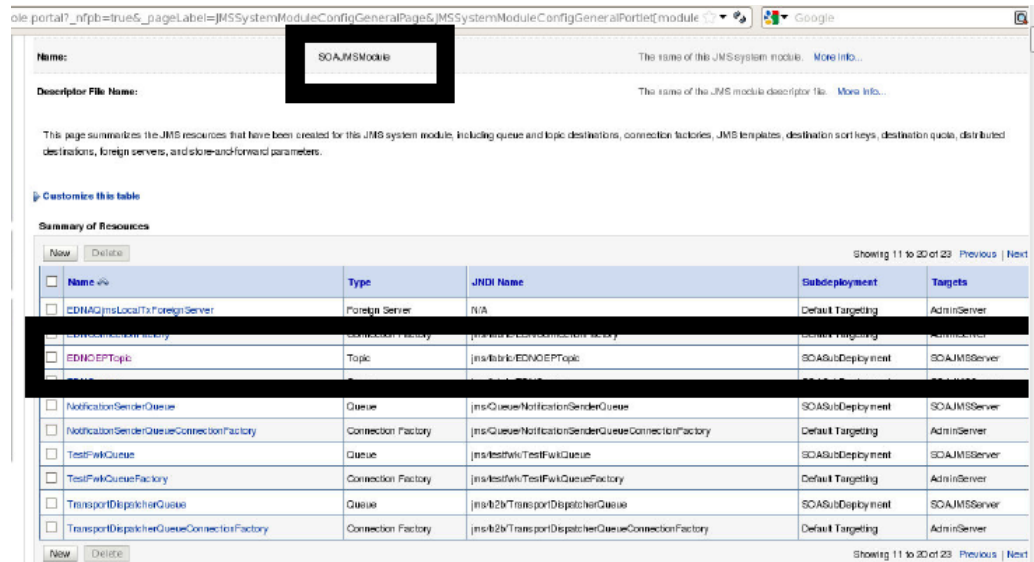 ole.portal?_nfpb=true&_pageLabel=JMSSystemModuleConfigGeneralPage&JMSSystemModuleConfigGeneralPortlet[module Google
Name: SOAJMSModule The name of this JMS system module. More Info...
Descriptor File Name: The name of the JMS module descriptor file. More Info...
This page summarizes the JMS resources that have been created for this JMS system module, including queue and topic destinations, connection factories, JMS templates, destination sort keys, destination quota, distributed
destinations, foreign servers, and store-and-forward parameters.
Customize this table
Summary of Resources
New Delete Showing 11 to 20 of 23 Previous | Next
Name Type JNDI Name Subdeployment Targets
EDNAQjmsLocalTxForeignServer Foreign Server N/A Default Targetting AdminServer
EDNOEPTopic Topic jms/fabric/EDNOEPTopic SOASubDeployment SOAJMSServer
NotificationSenderQueue Queue jms/Queue/NotificationSenderQueue SOASubDeployment SOAJMSServer
NotificationSenderQueueConnectionFactory Connection Factory jms/Queue/NotificationSenderQueueConnectionFactory Default Targetting AdminServer
TestFwkQueue Queue jms/testfwk/TestFwkQueue SOASubDeployment SOAJMSServer
TestFwkQueueFactory Connection Factory jms/testfwk/TestFwkQueueFactory Default Targetting AdminServer
TransportDispatcherQueue Queue jms/b2b/TransportDispatcherQueue SOASubDeployment SOAJMSServer
TransportDispatcherQueueConnectionFactory Connection Factory jms/b2b/TransportDispatcherQueueConnectionFactory Default Targetting AdminServer
New Delete Showing 11 to 20 of 23 Previous | Next